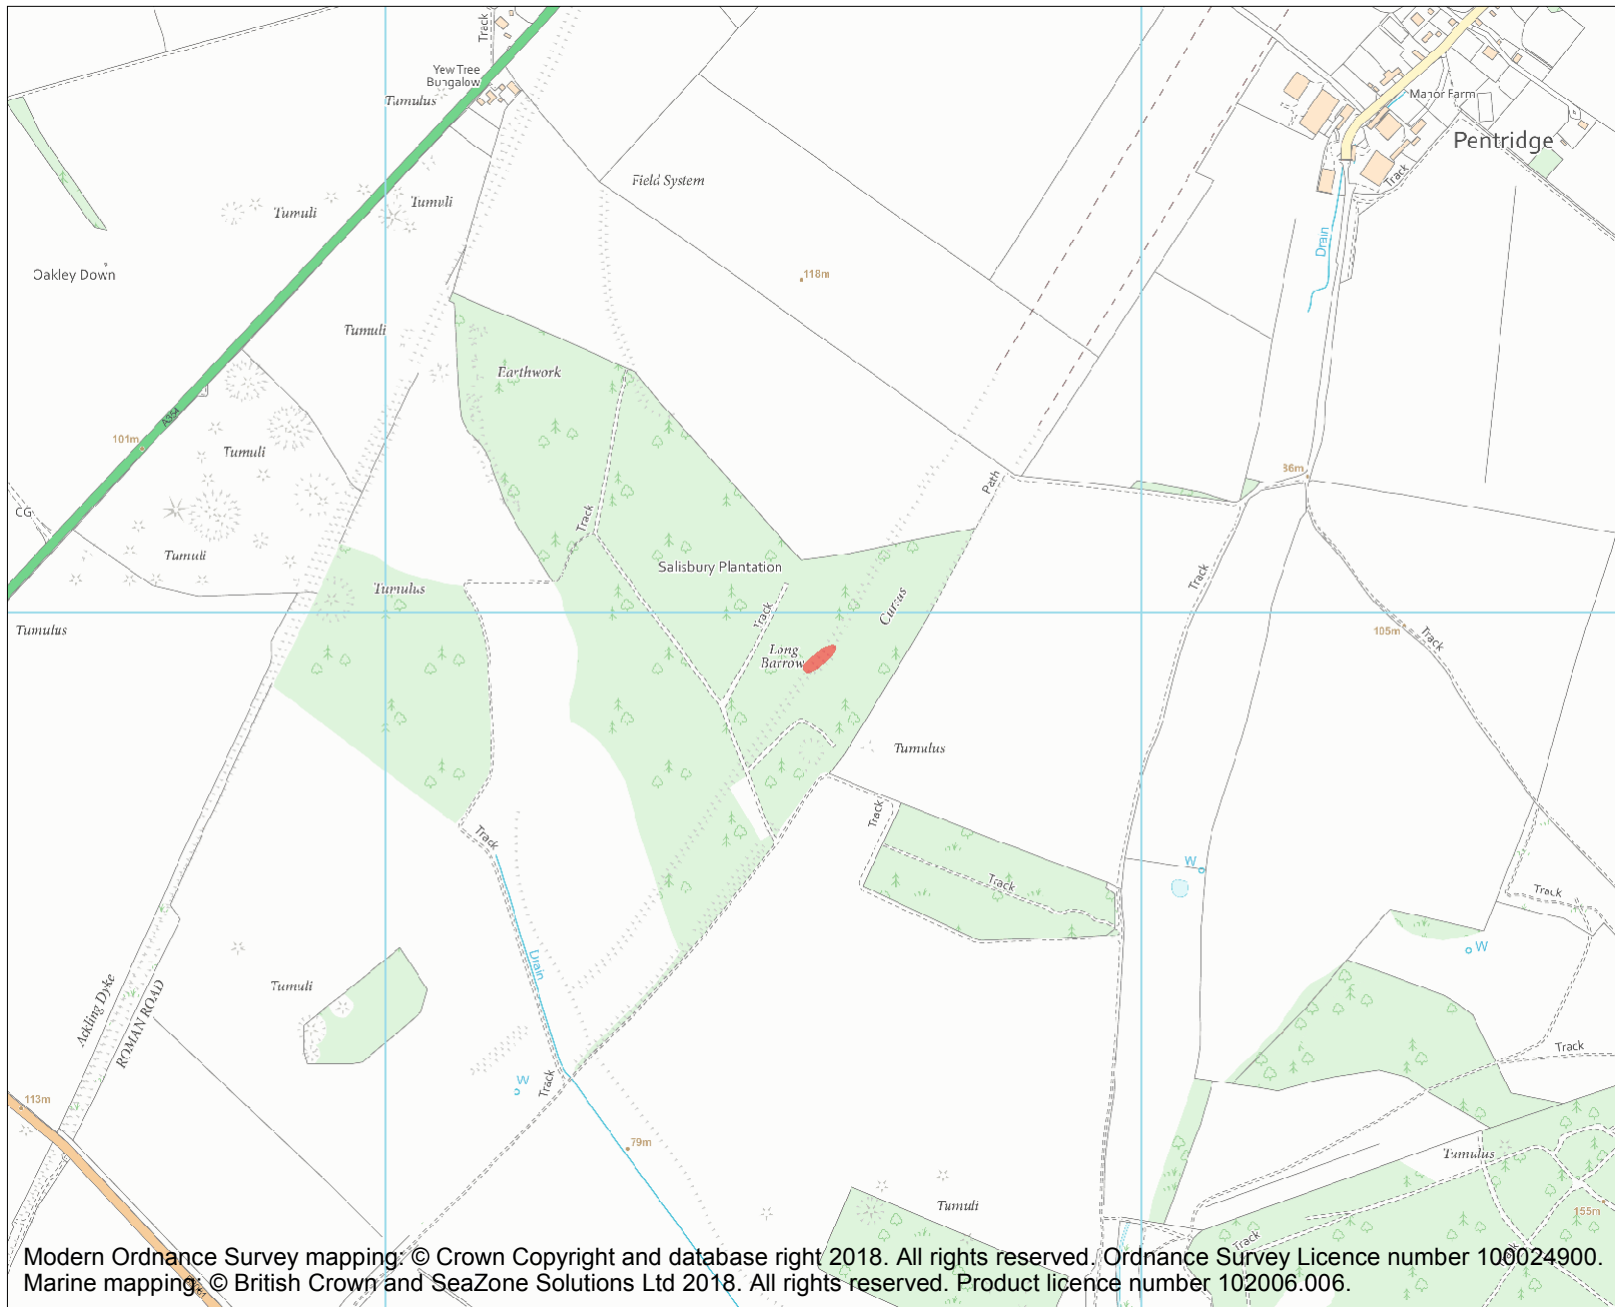 Track
Yew Tree
Bungalow
Tumulus
Manor Farm
Pentridge
Track
Field System
Tumuli
Tumuli
Drain
Oakley Down
118m
Tumuli
Earthwork
A354
101m
Tumuli
36m
Path
CG
Track
Tumuli
Salisbury Plantation
Track
Tumulus
Cursus
Track
Tumulus
105m
Track
Long
Barrow
Tumulus
Track
Track
W
Track
Track
Drain
W
Tumuli
Ackling Dyke
ROMAN ROAD
Track
W
Track
113m
79m
Tumulus
Tumuli
155m
Track
Modern Ordnance Survey mapping: © Crown Copyright and database right 2018. All rights reserved. Ordnance Survey Licence number 100024900.
Marine mapping: © British Crown and SeaZone Solutions Ltd 2018. All rights reserved. Product licence number 102006.006.